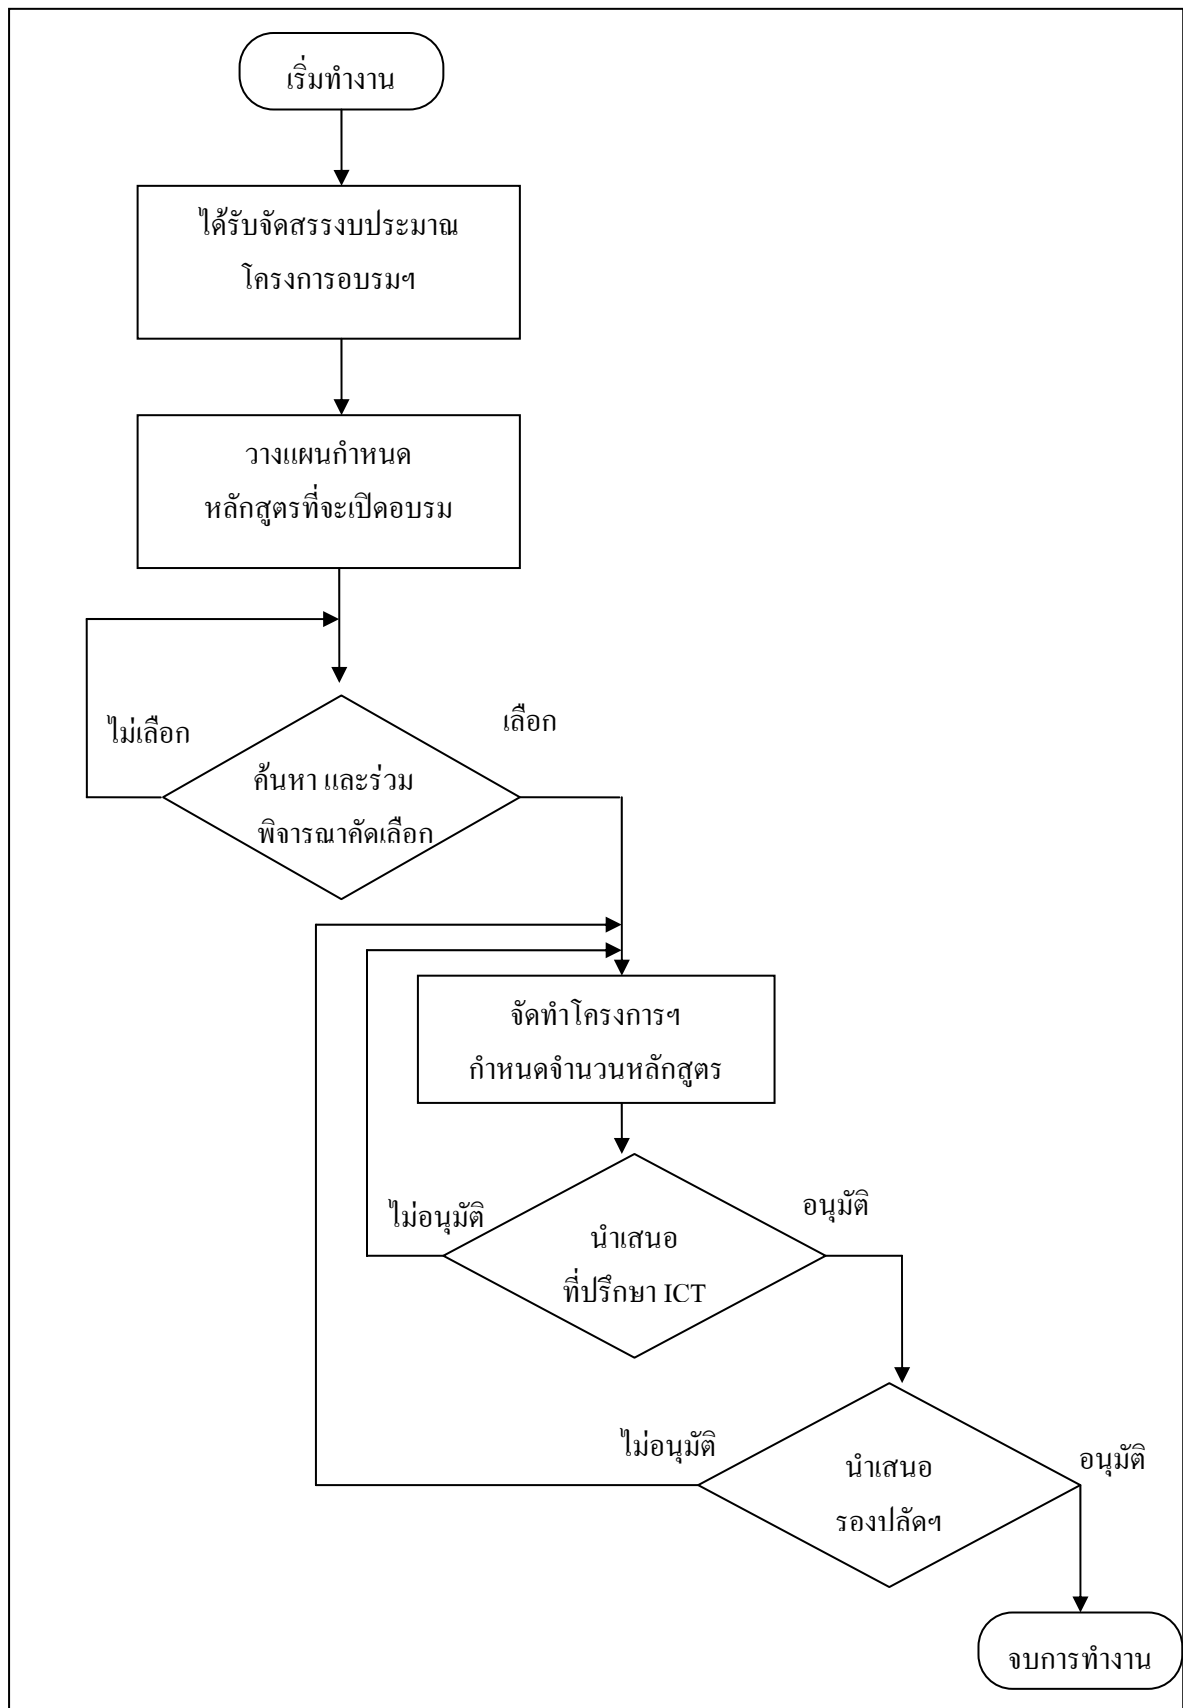 เริ่มทำงาน
ได้รับจัดสรรงบประมาณ
โครงการอบรมฯ
วางแผนกำหนด
หลักสูตรที่จะเปิดอบรม
ไม่เลือก
เลือก
ค้นหา และร่วม
พิจารณาคัดเลือก
จัดทำโครงการฯ
กำหนดจำนวนหลักสูตร
ไม่อนุมัติ
อนุมัติ
นำเสนอ
ที่ปรึกษา ICT
ไม่อนุมัติ
อนุมัติ
นำเสนอ
รองปลัดฯ
จบการทำงาน